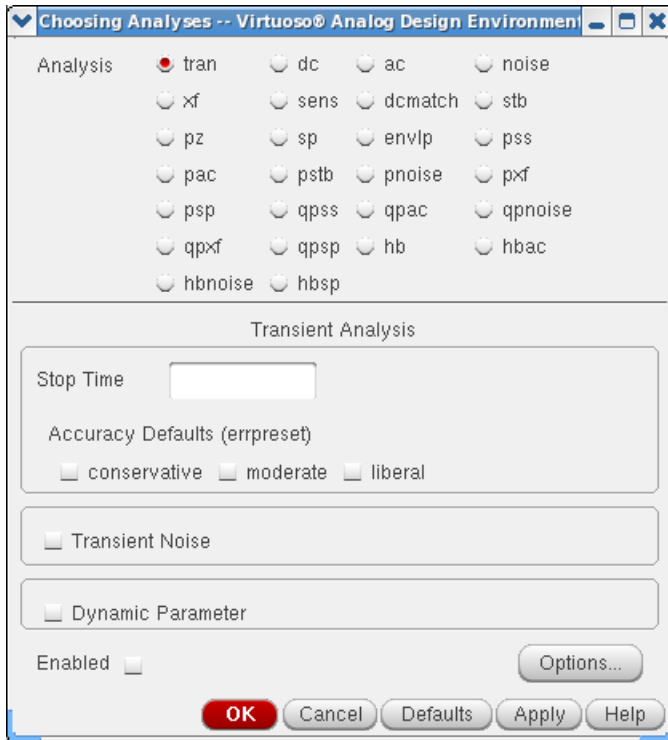 Choosing Analyses -- Virtuoso® Analog Design Environment
Analysis tran dc ac noise
xf sens dcmatch stb
pz sp envlp pss
pac pstb pnoise pxf
psp qpss qpac qpnoise
qpxf qpsp hb hbac
hbnoise hbsp
Transient Analysis
Stop Time
Accuracy Defaults (errpreset)
conservative moderate liberal
Transient Noise
Dynamic Parameter
Enabled Options...
OK Cancel Defaults Apply Help